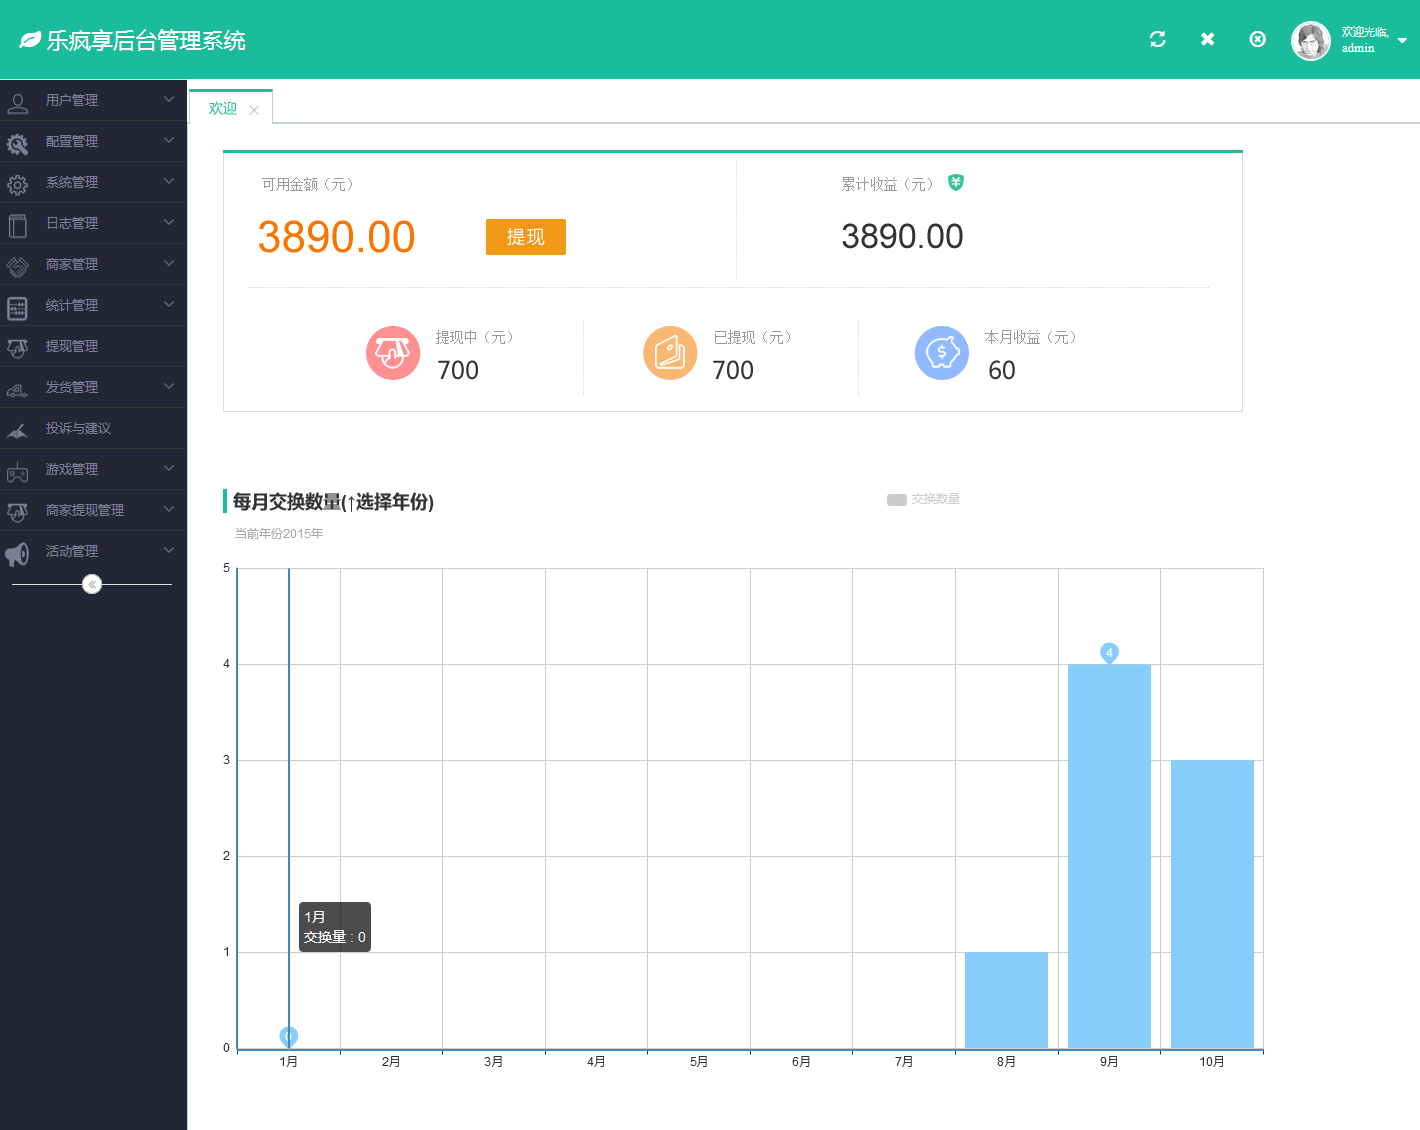 乐疯享后台管理系统
欢迎光临,
admin
用户管理
配置管理
系统管理
日志管理
商家管理
统计管理
提现管理
发货管理
投诉与建议
游戏管理
商家提现管理
活动管理
欢迎
可用金额（元）
3890.00
提现
累计收益（元）
3890.00
提现中（元）
700
已提现（元）
700
本月收益（元）
60
每月交换数量(↑选择年份)
交换数量
当前年份2015年
5
4
3
2
1
0
4
0
1月
交换量 : 0
1月 2月 3月 4月 5月 6月 7月 8月 9月 10月